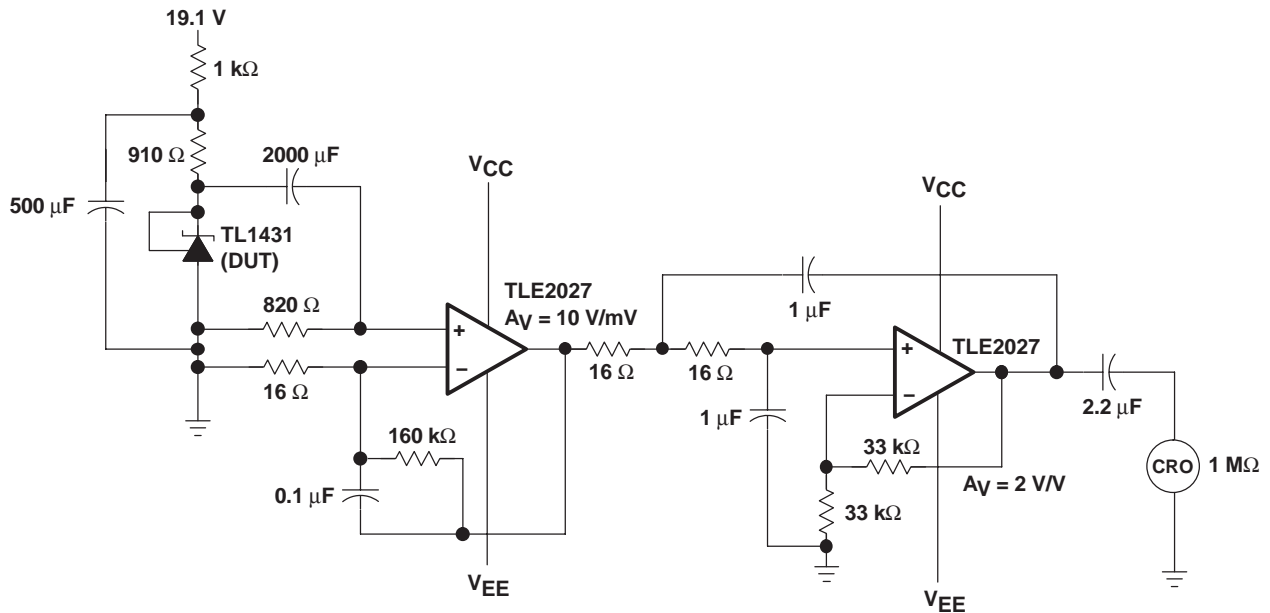 19.1 V
1 kΩ
910 Ω
2000 μF
500 μF
TL1431
(DUT)
820 Ω
16 Ω
160 kΩ
0.1 μF
VCC
TLE2027
AV = 10 V/mV
VEE
16 Ω
16 Ω
1 μF
1 μF
VCC
TLE2027
33 kΩ
AV = 2 V/V
33 kΩ
VEE
2.2 μF
CRO
1 MΩ